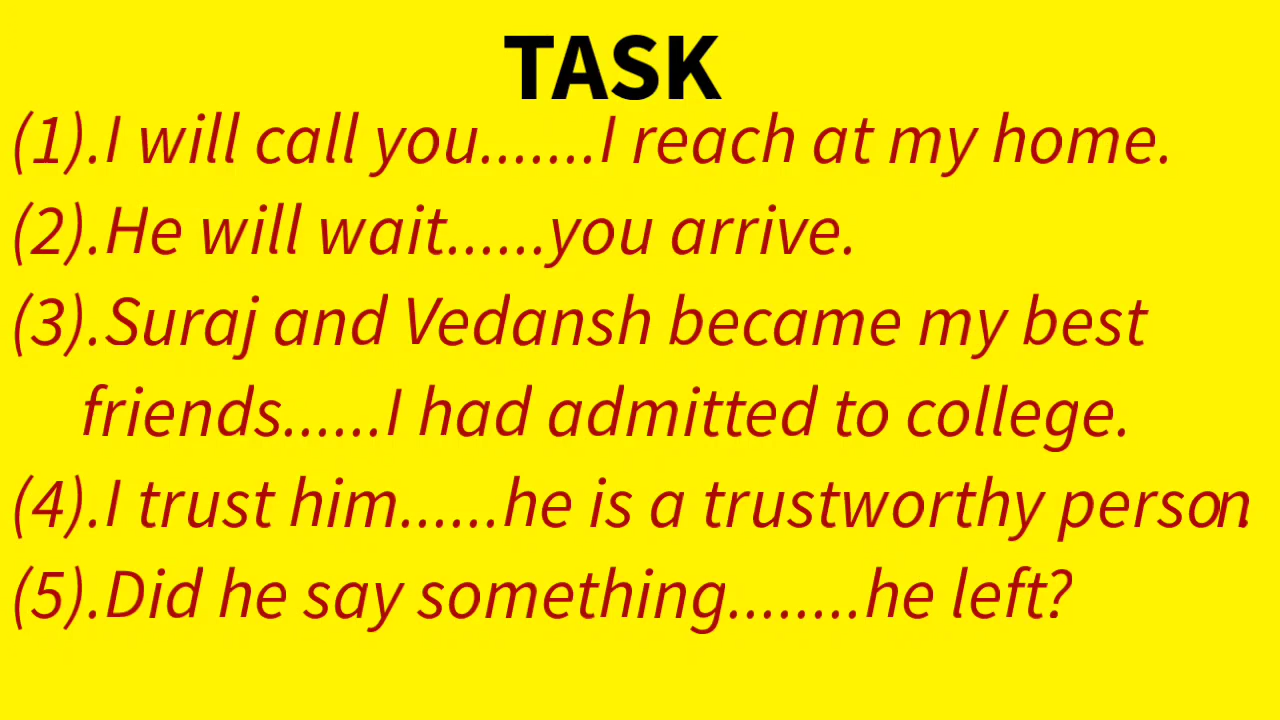 TASK
(1).I will call you.......I reach at my home.
(2).He will wait......you arrive.
(3).Suraj and Vedansh became my best
friends......I had admitted to college.
(4).I trust him......he is a trustworthy person.
(5).Did he say something........he left?